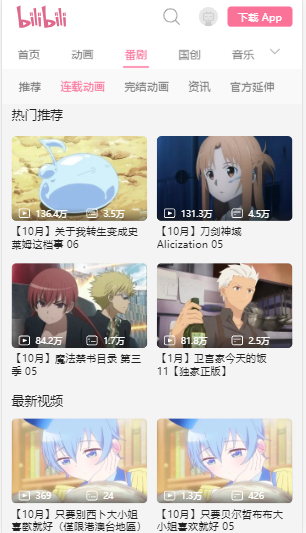 bilibili
下载 App
首页 动画 番剧 国创 音乐
推荐 连载动画 完结动画 资讯 官方延伸
热门推荐
136.4万 3.5万
131.3万 4.5万
【10月】关于我转生变成史
莱姆这档事 06
【10月】刀剑神域
Alicization 05
84.2万 1.7万
81.8万 2.5万
【10月】魔法禁书目录 第三
季 05
【1月】卫宫家今天的饭
11【独家正版】
最新视频
369 24
1.3万 426
【10月】只要別西卜大小姐
喜歡就好（僅限港澳台地區）
【10月】只要贝尔哲布布大
小姐喜欢就好 05